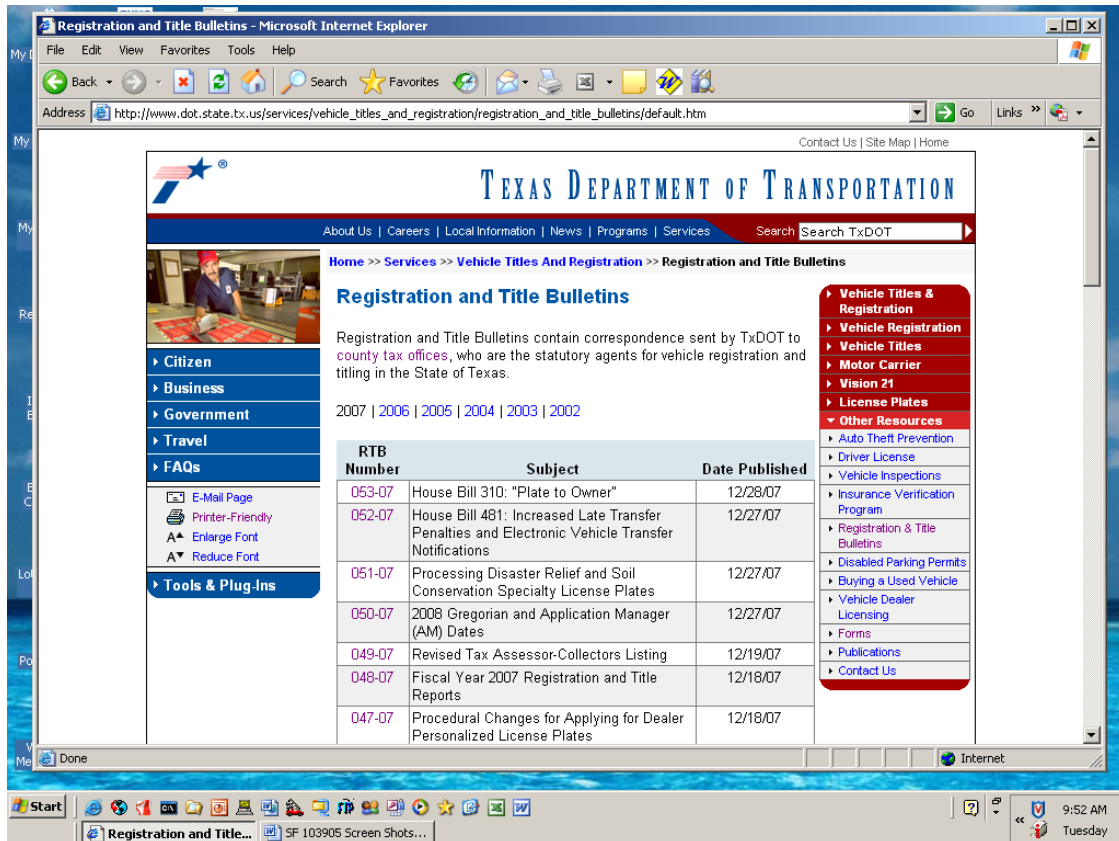 Registration and Title Bulletins - Microsoft Internet Explorer
File Edit View Favorites Tools Help
Back Search Favorites
Address http://www.dot.state.tx.us/services/vehicle_titles_and_registration/registration_and_title_bulletins/default.htm Go Links »
Contact Us | Site Map | Home
®
TEXAS DEPARTMENT OF TRANSPORTATION
About Us | Careers | Local Information | News | Programs | Services Search Search TxDOT
Home >> Services >> Vehicle Titles And Registration >> Registration and Title Bulletins
Registration and Title Bulletins
Registration and Title Bulletins contain correspondence sent by TxDOT to
county tax offices, who are the statutory agents for vehicle registration and
titling in the State of Texas.
2007 | 2006 | 2005 | 2004 | 2003 | 2002
RTB
Number Subject Date Published
053-07 House Bill 310: "Plate to Owner" 12/28/07
052-07 House Bill 481: Increased Late Transfer 12/27/07
Penalties and Electronic Vehicle Transfer
Notifications
051-07 Processing Disaster Relief and Soil 12/27/07
Conservation Specialty License Plates
050-07 2008 Gregorian and Application Manager 12/27/07
(AM) Dates
049-07 Revised Tax Assessor-Collectors Listing 12/19/07
048-07 Fiscal Year 2007 Registration and Title 12/18/07
Reports
047-07 Procedural Changes for Applying for Dealer 12/18/07
Personalized License Plates
Citizen
Business
Government
Travel
FAQs
E-Mail Page
Printer-Friendly
A Enlarge Font
A Reduce Font
Tools & Plug-Ins
Vehicle Titles &
Registration
Vehicle Registration
Vehicle Titles
Motor Carrier
Vision 21
License Plates
Other Resources
Auto Theft Prevention
Driver License
Vehicle Inspections
Insurance Verification
Program
Registration & Title
Bulletins
Disabled Parking Permits
Buying a Used Vehicle
Vehicle Dealer
Licensing
Forms
Publications
Contact Us
Done Internet
Start 9:52 AM
Registration and Title... SF 103905 Screen Shots... Tuesday